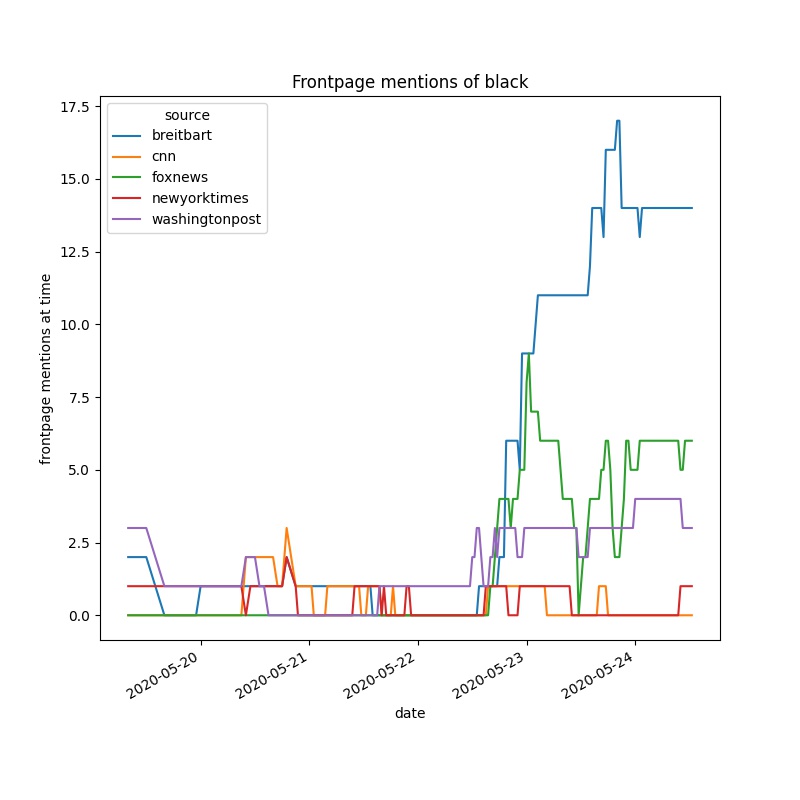 Frontpage mentions of black
source
breitbart
cnn
foxnews
newyorktimes
washingtonpost
17.5
15.0
12.5
10.0
7.5
5.0
2.5
0.0
frontpage mentions at time
2020-05-20
2020-05-21
2020-05-22
2020-05-23
2020-05-24
date